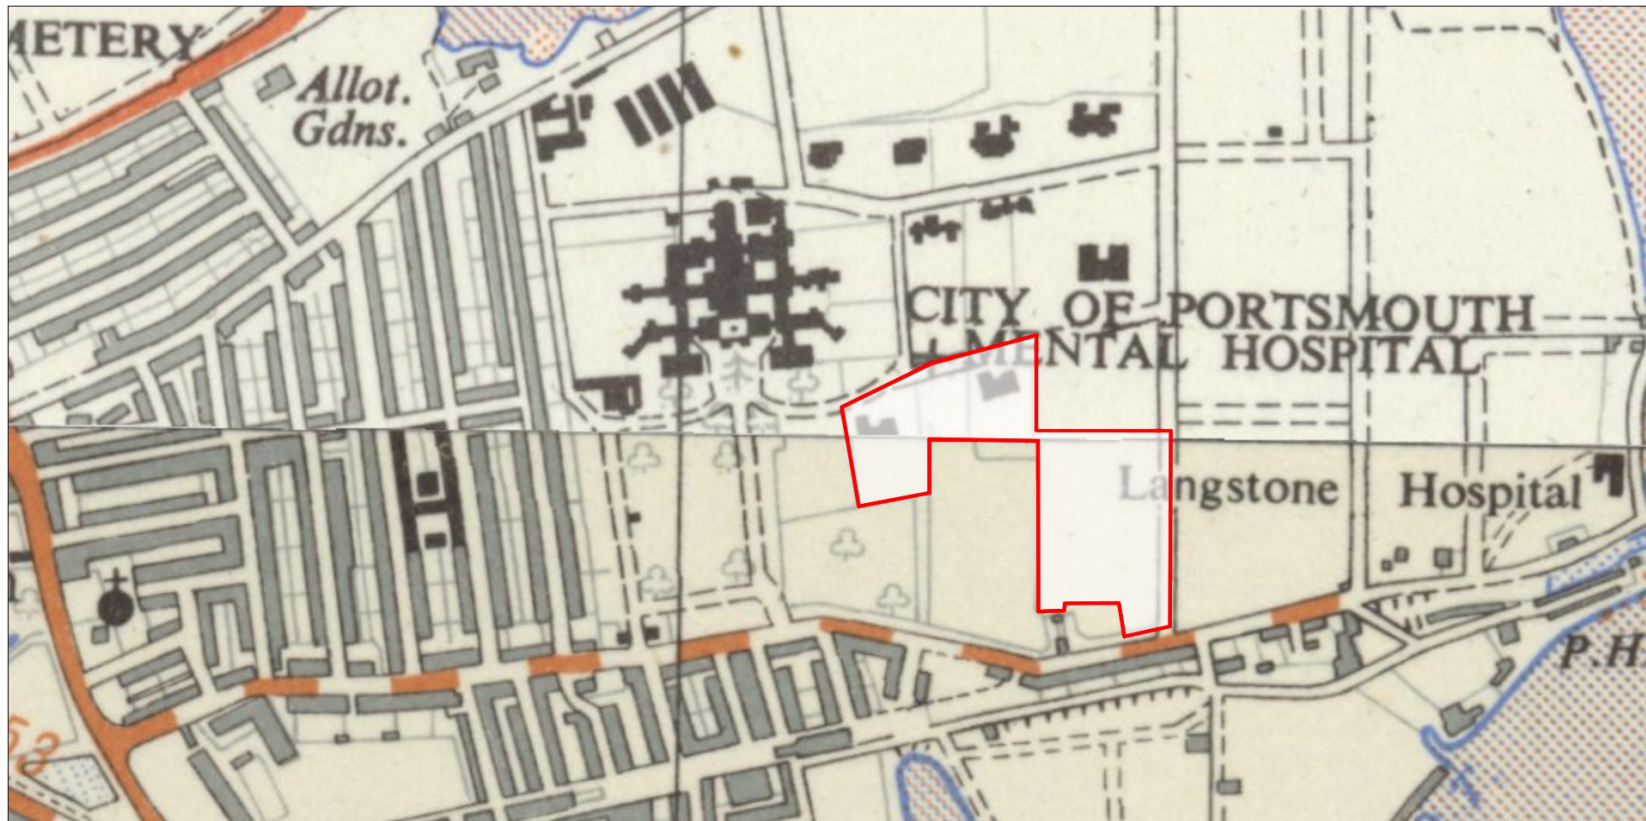 METERY
Allot.
Gdns.
CITY OF PORTSMOUTH
MENTAL HOSPITAL
Langstone Hospital
P.H
53